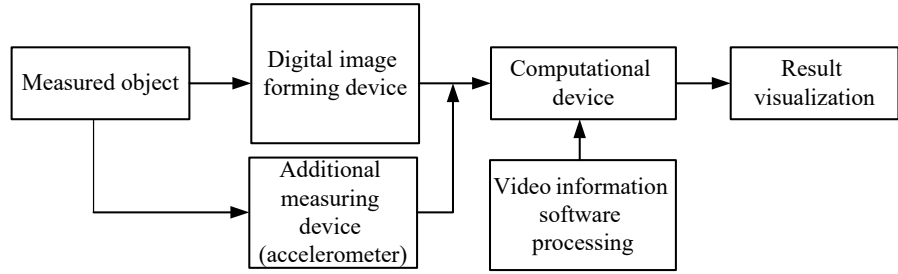 Measured object
Digital image
forming device
Computational
device
Result
visualization
Additional
measuring
device
(accelerometer)
Video information
software
processing